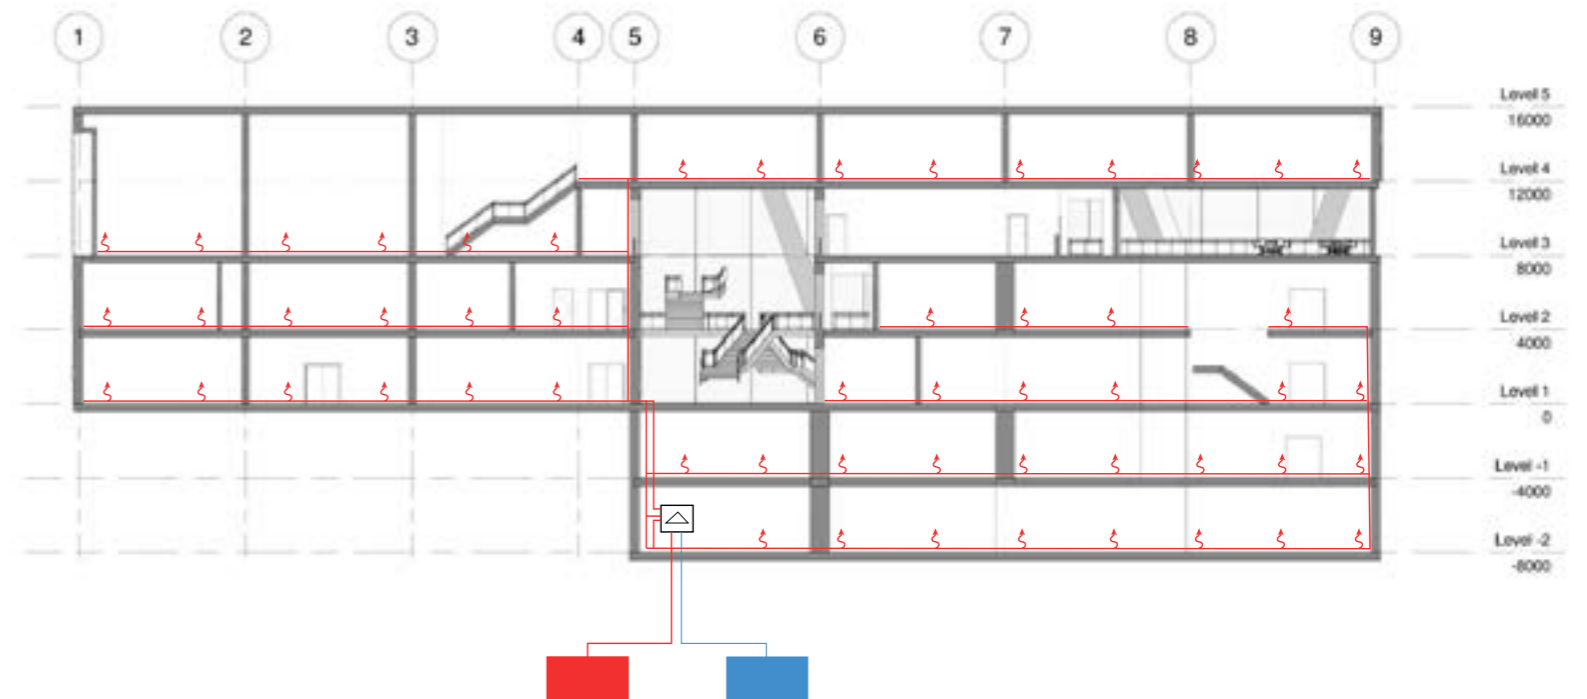 1 2 3 4 5 6 7 8 9
Level 5
16000
Level 4
12000
Level 3
8000
Level 2
4000
Level 1
0
Level -1
-4000
Level -2
-8000